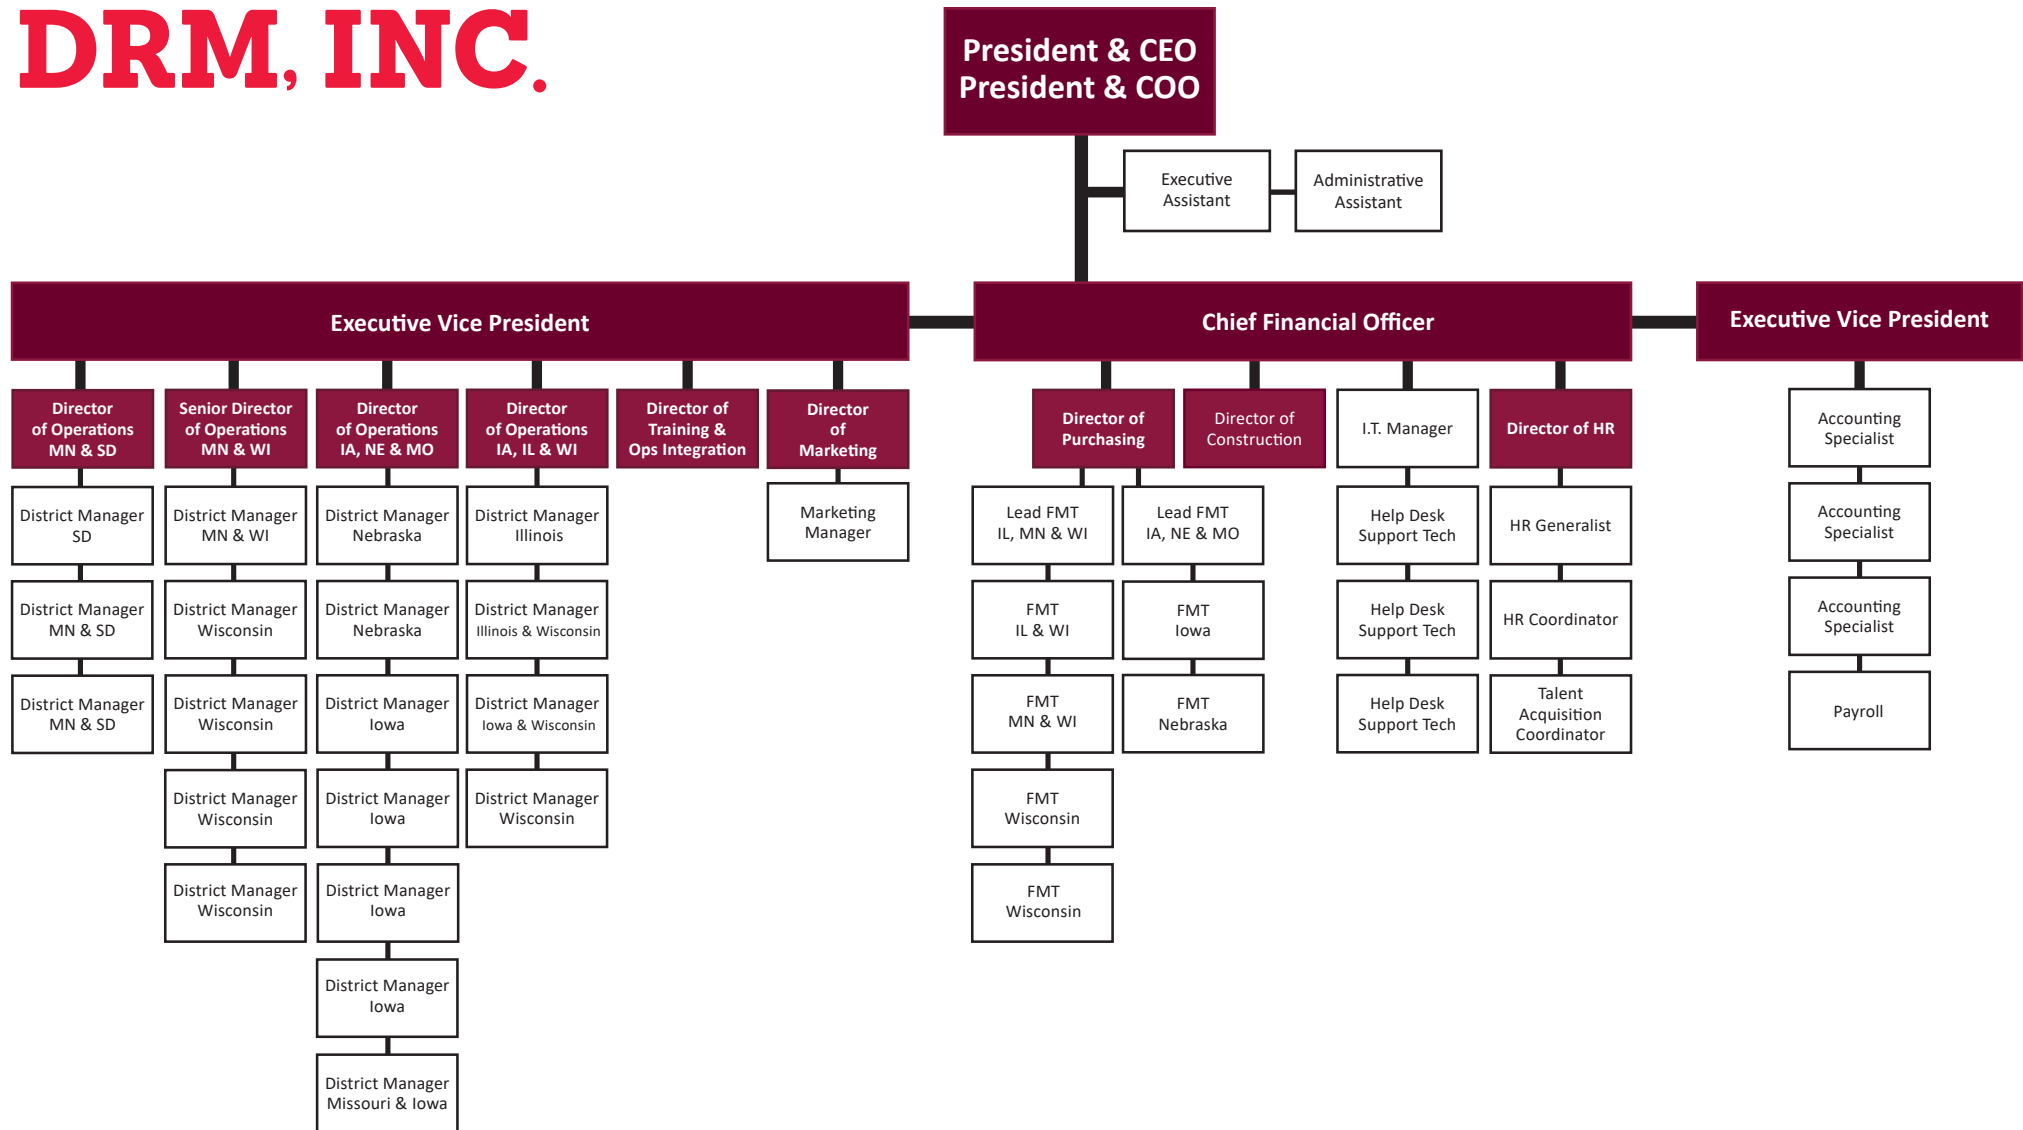 DRM, INC.
President & CEO
President & COO
Executive
Assistant
Administrative
Assistant
Executive Vice President
Chief Financial Officer
Executive Vice President
Director
of Operations
MN & SD
Senior Director
of Operations
MN & WI
Director
of Operations
IA, NE & MO
Director
of Operations
IA, IL & WI
Director of
Training &
Ops Integration
Director
of
Marketing
Director of
Purchasing
Director of
Construction
I.T. Manager
Director of HR
Accounting
Specialist
District Manager
SD
District Manager
MN & WI
District Manager
Nebraska
District Manager
Illinois
Marketing
Manager
Lead FMT
IL, MN & WI
Lead FMT
IA, NE & MO
Help Desk
Support Tech
HR Generalist
Accounting
Specialist
District Manager
MN & SD
District Manager
Wisconsin
District Manager
Nebraska
District Manager
Illinois & Wisconsin
FMT
IL & WI
FMT
Iowa
Help Desk
Support Tech
HR Coordinator
Accounting
Specialist
District Manager
MN & SD
District Manager
Wisconsin
District Manager
Iowa
District Manager
Iowa & Wisconsin
FMT
MN & WI
FMT
Nebraska
Help Desk
Support Tech
Talent
Acquisition
Coordinator
Payroll
District Manager
Wisconsin
District Manager
Iowa
District Manager
Wisconsin
FMT
Wisconsin
District Manager
Wisconsin
District Manager
Iowa
FMT
Wisconsin
District Manager
Iowa
District Manager
Missouri & Iowa